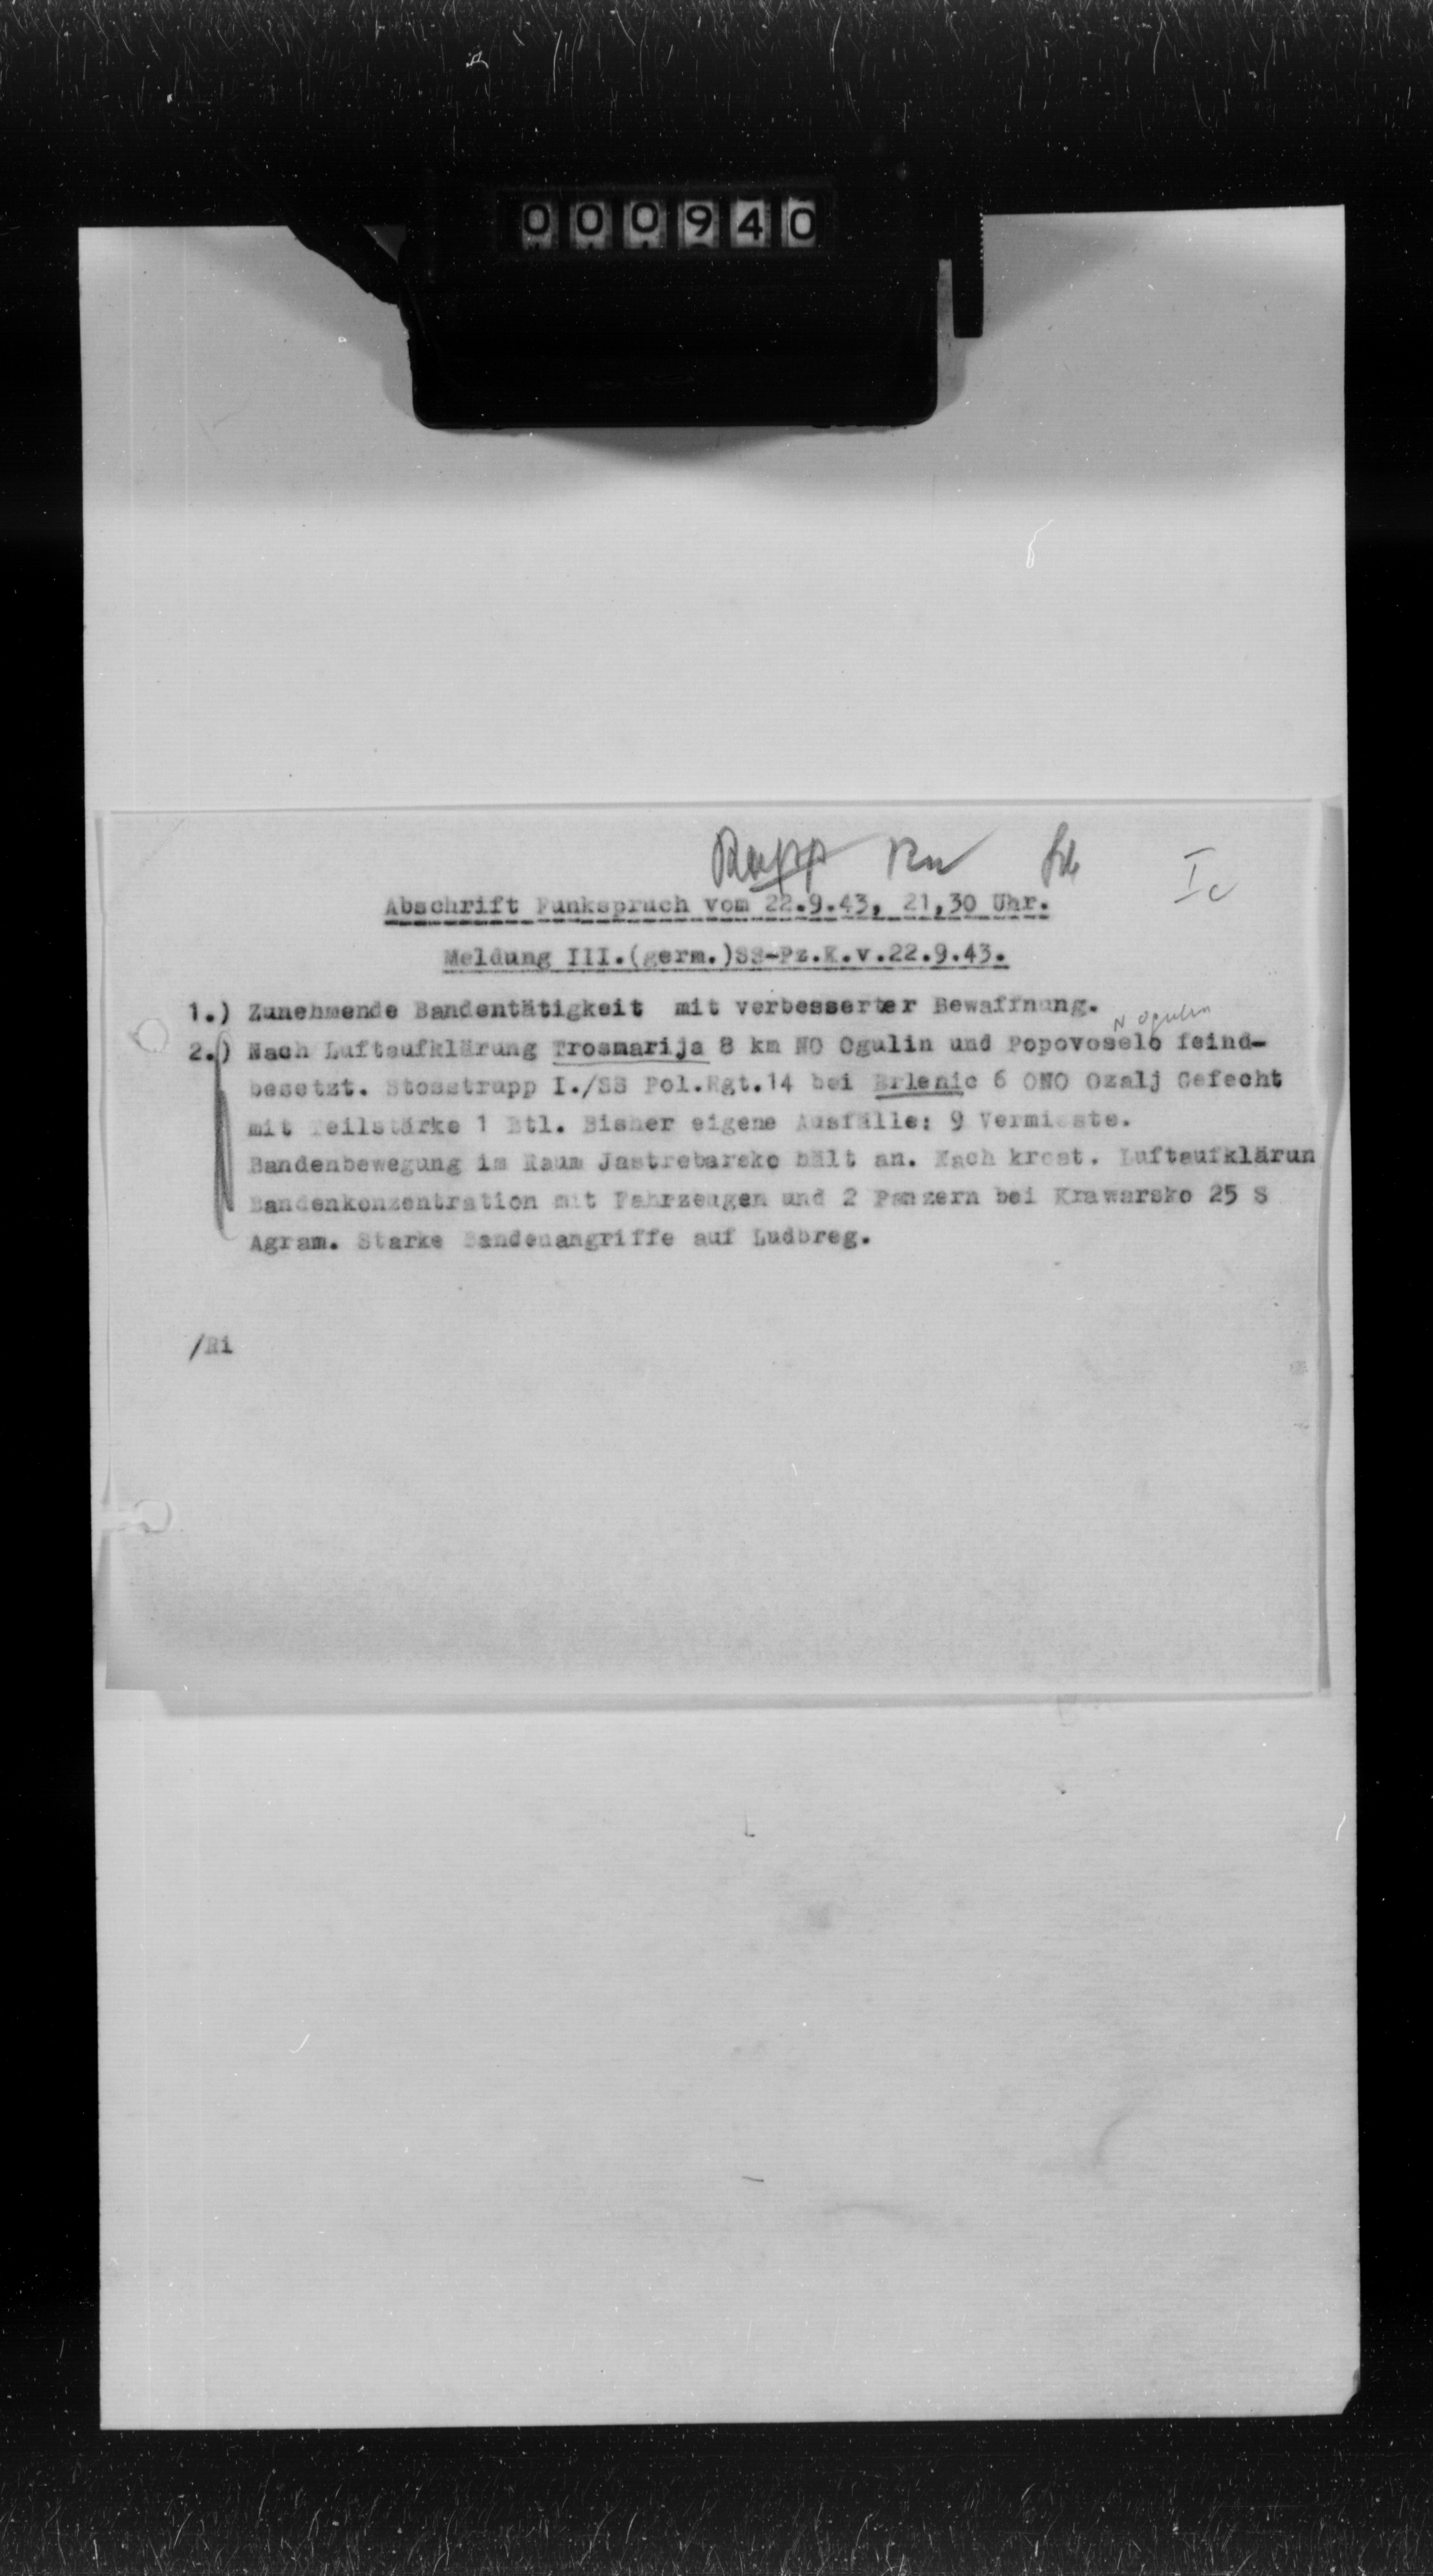 000940
Rapp
Ic
Abschrift Funkspruch vom 22.9.43, 21,30 Uhr.
Meldung III.(germ.)SS-Pz.K.v.22.9.43.
1.) Zunehmende Bandentätigkeit mit verbesserter Bewaffnung.
N Ogulin
2.) Nach Luftaufklärung Trosmarija 8 km NO Ogulin und Popovoselo feind-
besetzt. Stosstrupp I./SS Pol.Rgt.14 bei Erlenic 6 ONO Ozalj Gefecht
mit Teilstärke 1 Btl. Bisher eigene Ausfälle: 9 Vermisste.
Bandenbewegung im Raum Jastrebarsko hält an. Nach kroat. Luftaufklärun
Bandenkonzentration mit Fahrzeugen und 2 Panzern bei Krawarsko 25 S
Agram. Starke Bandenangriffe auf Ludbreg.
/Ri